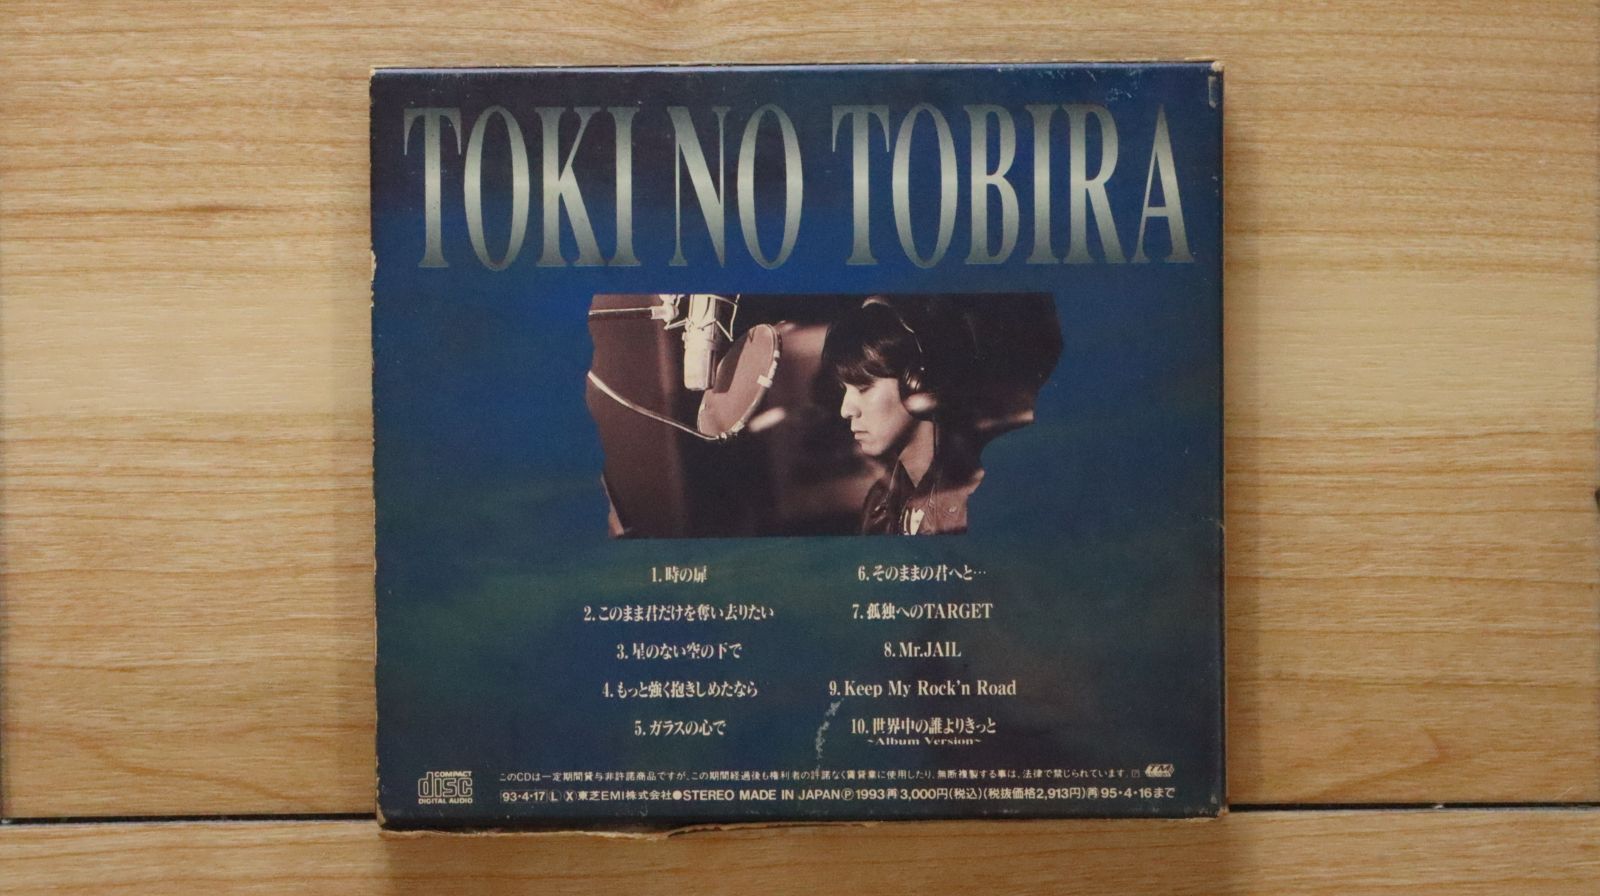 TOKI NO TOBIRA
1. 時の扉
2. このまま君だけを奪い去りたい
3. 星のない空の下で
4. もっと強く抱きしめたなら
5. ガラスの心で
6. そのままの君へと…
7. 孤独へのTARGET
8. Mr.JAIL
9. Keep My Rock'n Road
10. 世界中の誰よりきっと
~Album Version~
COMPACT
disc
DIGITAL AUDIO
このCDは一定期間貸与非許諾商品ですが、この期間経過後も権利者の許諾なく賃貸業に使用したり、無断複製する事は、法律で禁じられています。
93・4・17 L X 東芝EMI株式会社●STEREO MADE IN JAPAN Ⓟ1993 再 3,000円(税込)(税抜価格2,913円)再 95・4・16まで